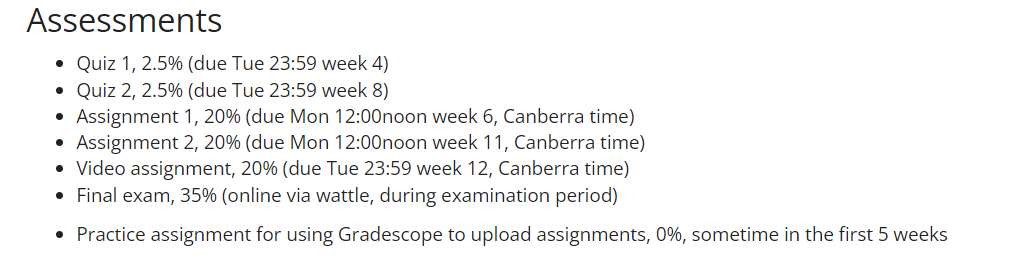 Assessments
• Quiz 1, 2.5% (due Tue 23:59 week 4)
• Quiz 2, 2.5% (due Tue 23:59 week 8)
• Assignment 1, 20% (due Mon 12:00noon week 6, Canberra time)
• Assignment 2, 20% (due Mon 12:00noon week 11, Canberra time)
• Video assignment, 20% (due Tue 23:59 week 12, Canberra time)
• Final exam, 35% (online via wattle, during examination period)
• Practice assignment for using Gradescope to upload assignments, 0%, sometime in the first 5 weeks